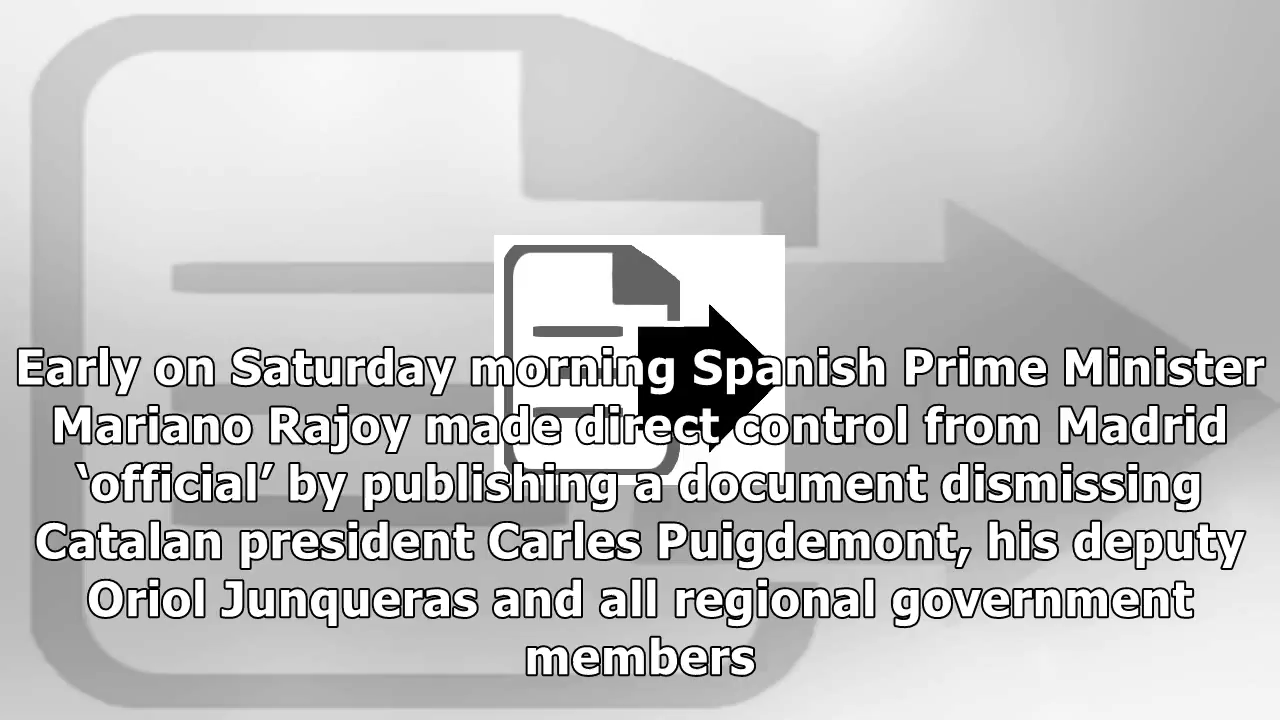 Early on Saturday morning Spanish Prime Minister
Mariano Rajoy made direct control from Madrid
‘official’ by publishing a document dismissing
Catalan president Carles Puigdemont, his deputy
Oriol Junqueras and all regional government
members